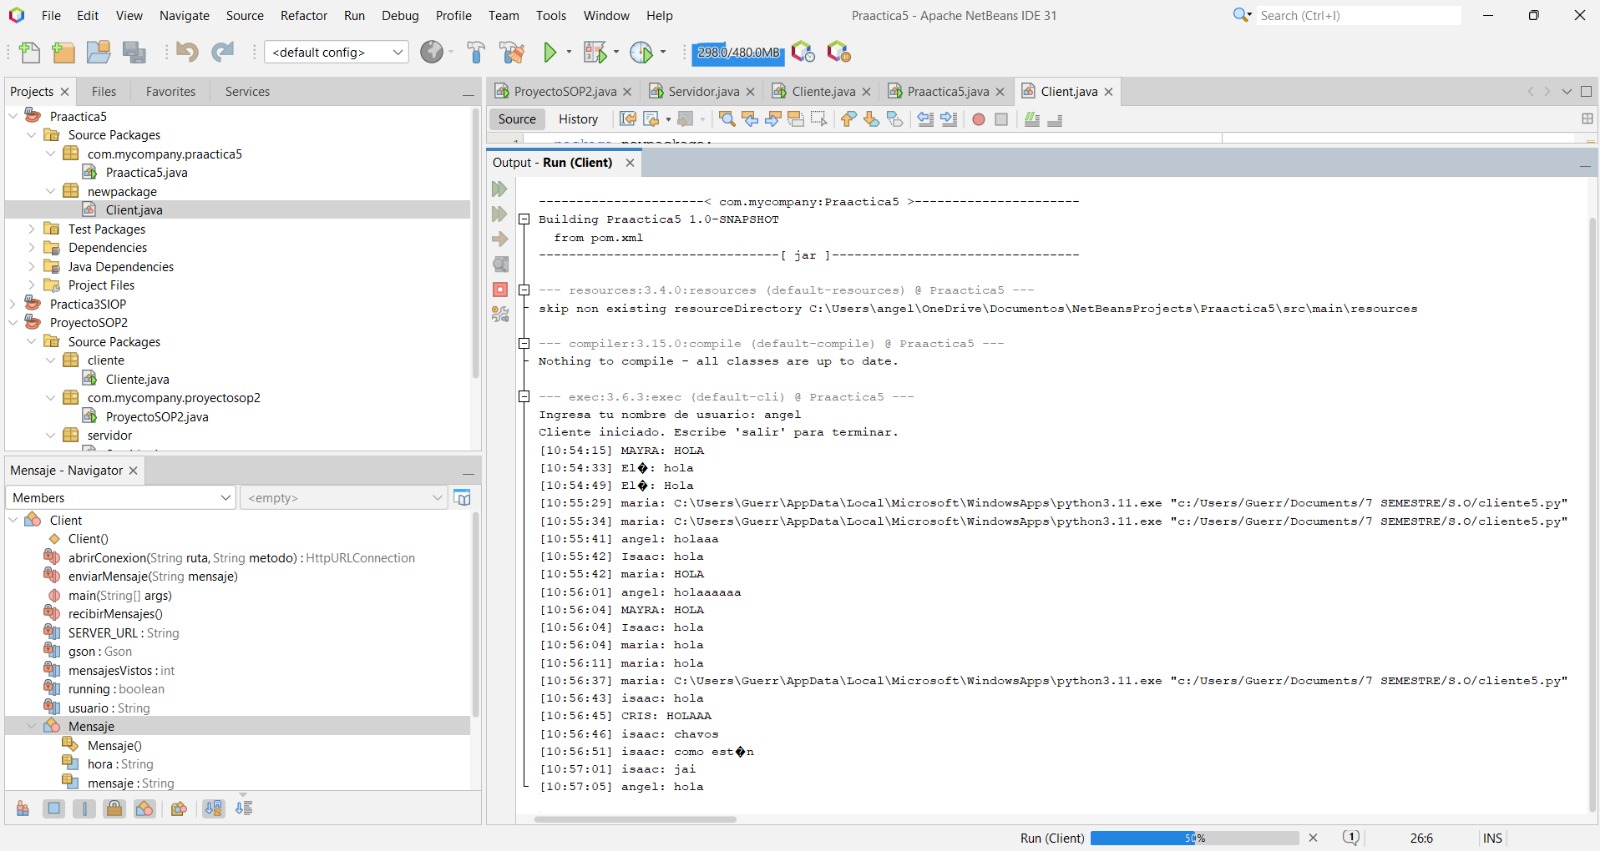 File Edit View Navigate Source Refactor Run Debug Profile Team Tools Window Help
Praactica5 - Apache NetBeans IDE 31
Search (Ctrl+I)
<default config>
298.0/480.0MB
Projects Files Favorites Services
Praactica5
Source Packages
com.mycompany.praactica5
Praactica5.java
newpackage
Client.java
Test Packages
Dependencies
Java Dependencies
Project Files
Practica3SIOP
ProyectoSOP2
Source Packages
cliente
Cliente.java
com.mycompany.proyectosop2
ProyectoSOP2.java
servidor
Mensaje - Navigator
Members
<empty>
Client
Client()
abrirConexion(String ruta, String metodo) : HttpURLConnection
enviarMensaje(String mensaje)
main(String[] args)
recibirMensajes()
SERVER_URL : String
gson : Gson
mensajesVistos : int
running : boolean
usuario : String
Mensaje
Mensaje()
hora : String
mensaje : String
ProyectoSOP2.java Servidor.java Cliente.java Praactica5.java Client.java
Source History
Output - Run (Client)
----------------------< com.mycompany:Praactica5 >----------------------
Building Praactica5 1.0-SNAPSHOT
from pom.xml
--------------------------------[ jar ]---------------------------------
--- resources:3.4.0:resources (default-resources) @ Praactica5 ---
skip non existing resourceDirectory C:\Users\angel\OneDrive\Documentos\NetBeansProjects\Praactica5\src\main\resources
--- compiler:3.15.0:compile (default-compile) @ Praactica5 ---
Nothing to compile - all classes are up to date.
--- exec:3.6.3:exec (default-cli) @ Praactica5 ---
Ingresa tu nombre de usuario: angel
Cliente iniciado. Escribe 'salir' para terminar.
[10:54:15] MAYRA: HOLA
[10:54:33] El�: hola
[10:54:49] El�: Hola
[10:55:29] maria: C:\Users\Guerr\AppData\Local\Microsoft\WindowsApps\python3.11.exe "c:/Users/Guerr/Documents/7 SEMESTRE/S.O/cliente5.py"
[10:55:34] maria: C:\Users\Guerr\AppData\Local\Microsoft\WindowsApps\python3.11.exe "c:/Users/Guerr/Documents/7 SEMESTRE/S.O/cliente5.py"
[10:55:41] angel: holaaa
[10:55:42] Isaac: hola
[10:55:42] maria: HOLA
[10:56:01] angel: holaaaaaa
[10:56:04] MAYRA: HOLA
[10:56:04] Isaac: hola
[10:56:04] maria: hola
[10:56:11] maria: hola
[10:56:37] maria: C:\Users\Guerr\AppData\Local\Microsoft\WindowsApps\python3.11.exe "c:/Users/Guerr/Documents/7 SEMESTRE/S.O/cliente5.py"
[10:56:43] isaac: hola
[10:56:45] CRIS: HOLAAA
[10:56:46] isaac: chavos
[10:56:51] isaac: como est�n
[10:57:01] isaac: jai
[10:57:05] angel: hola
Run (Client) 50% 1 26:6 INS